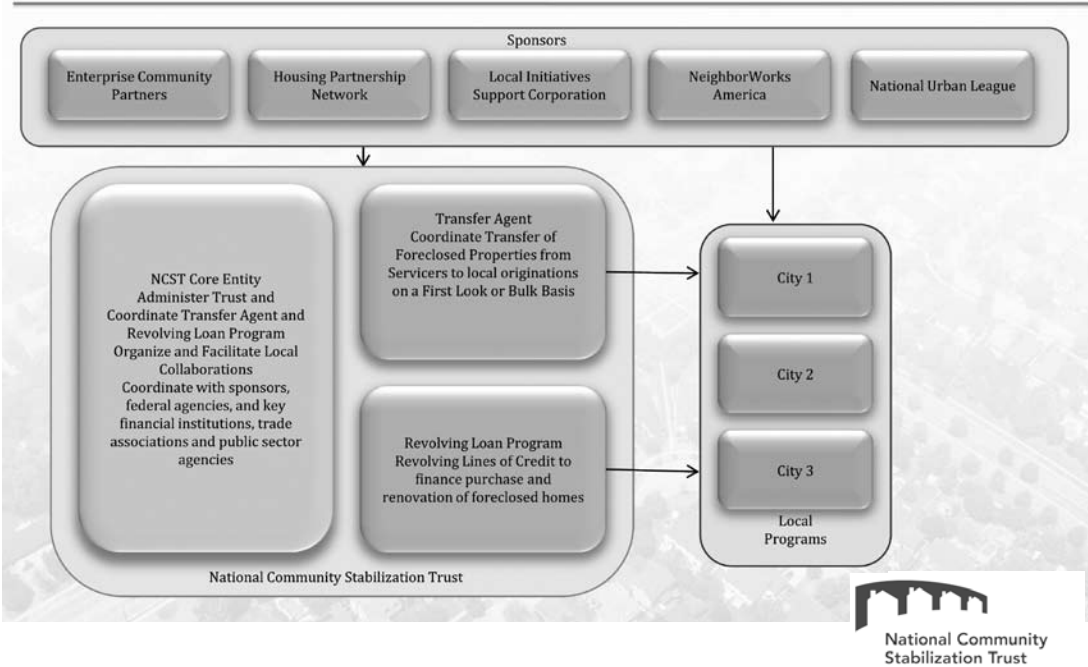 Sponsors
Enterprise Community
Partners
Housing Partnership
Network
Local Initiatives
Support Corporation
NeighborWorks
America
National Urban League
NCST Core Entity
Administer Trust and
Coordinate Transfer Agent and
Revolving Loan Program
Organize and Facilitate Local
Collaborations
Coordinate with sponsors,
federal agencies, and key
financial institutions, trade
associations and public sector
agencies
Transfer Agent
Coordinate Transfer of
Foreclosed Properties from
Servicers to local originations
on a First Look or Bulk Basis
Revolving Loan Program
Revolving Lines of Credit to
finance purchase and
renovation of foreclosed homes
National Community Stabilization Trust
City 1
City 2
City 3
Local
Programs
National Community
Stabilization Trust